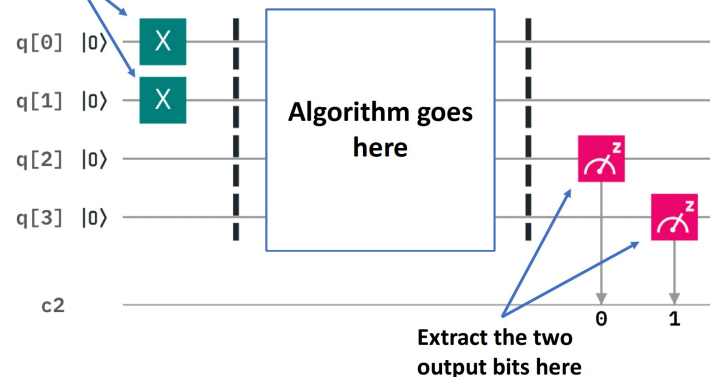 q[0] |0⟩ X
q[1] |0⟩ X
Algorithm goes
here
q[2] |0⟩ z
q[3] |0⟩ z
c2
0 1
Extract the two
output bits here